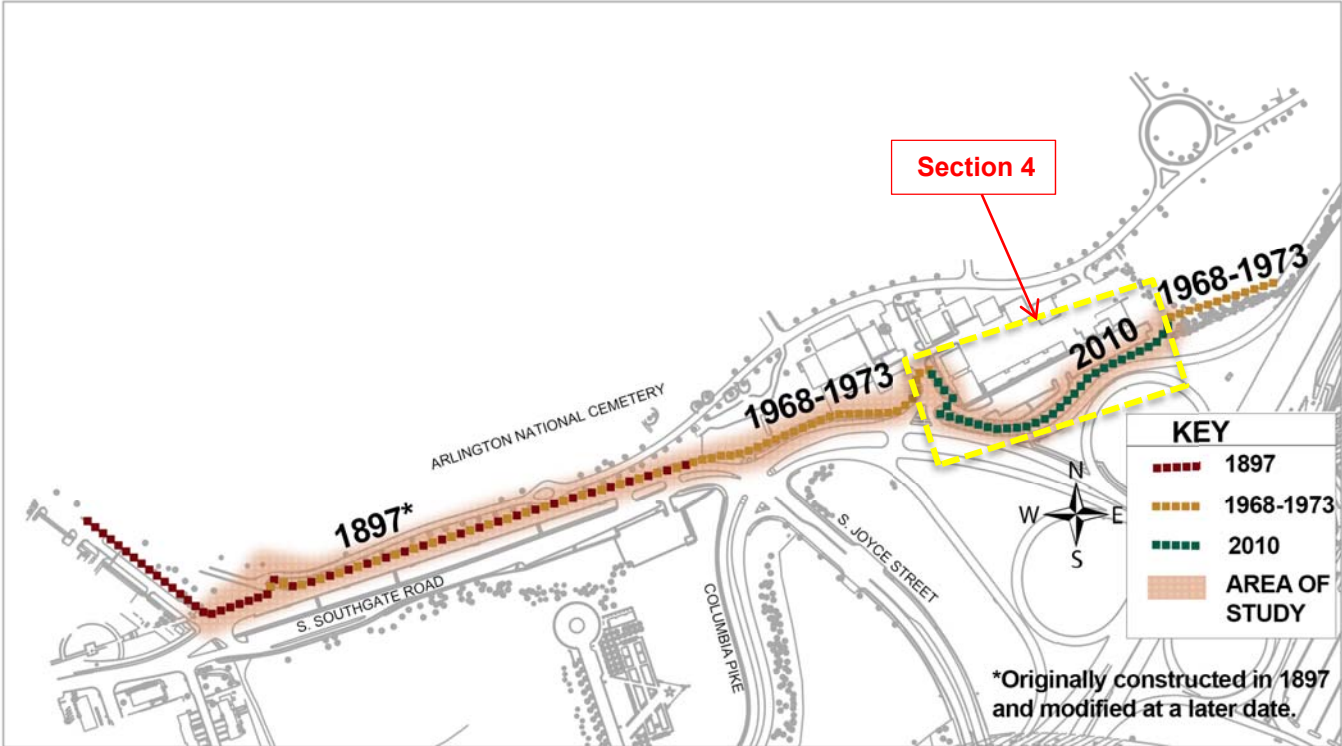 Section 4
1968-1973
2010
1968-1973
ARLINGTON NATIONAL CEMETERY
1897*
S. SOUTHGATE ROAD
COLUMBIA PIKE
S. JOYCE STREET
N
W
E
S
KEY
1897
1968-1973
2010
AREA OF
STUDY
*Originally constructed in 1897
and modified at a later date.